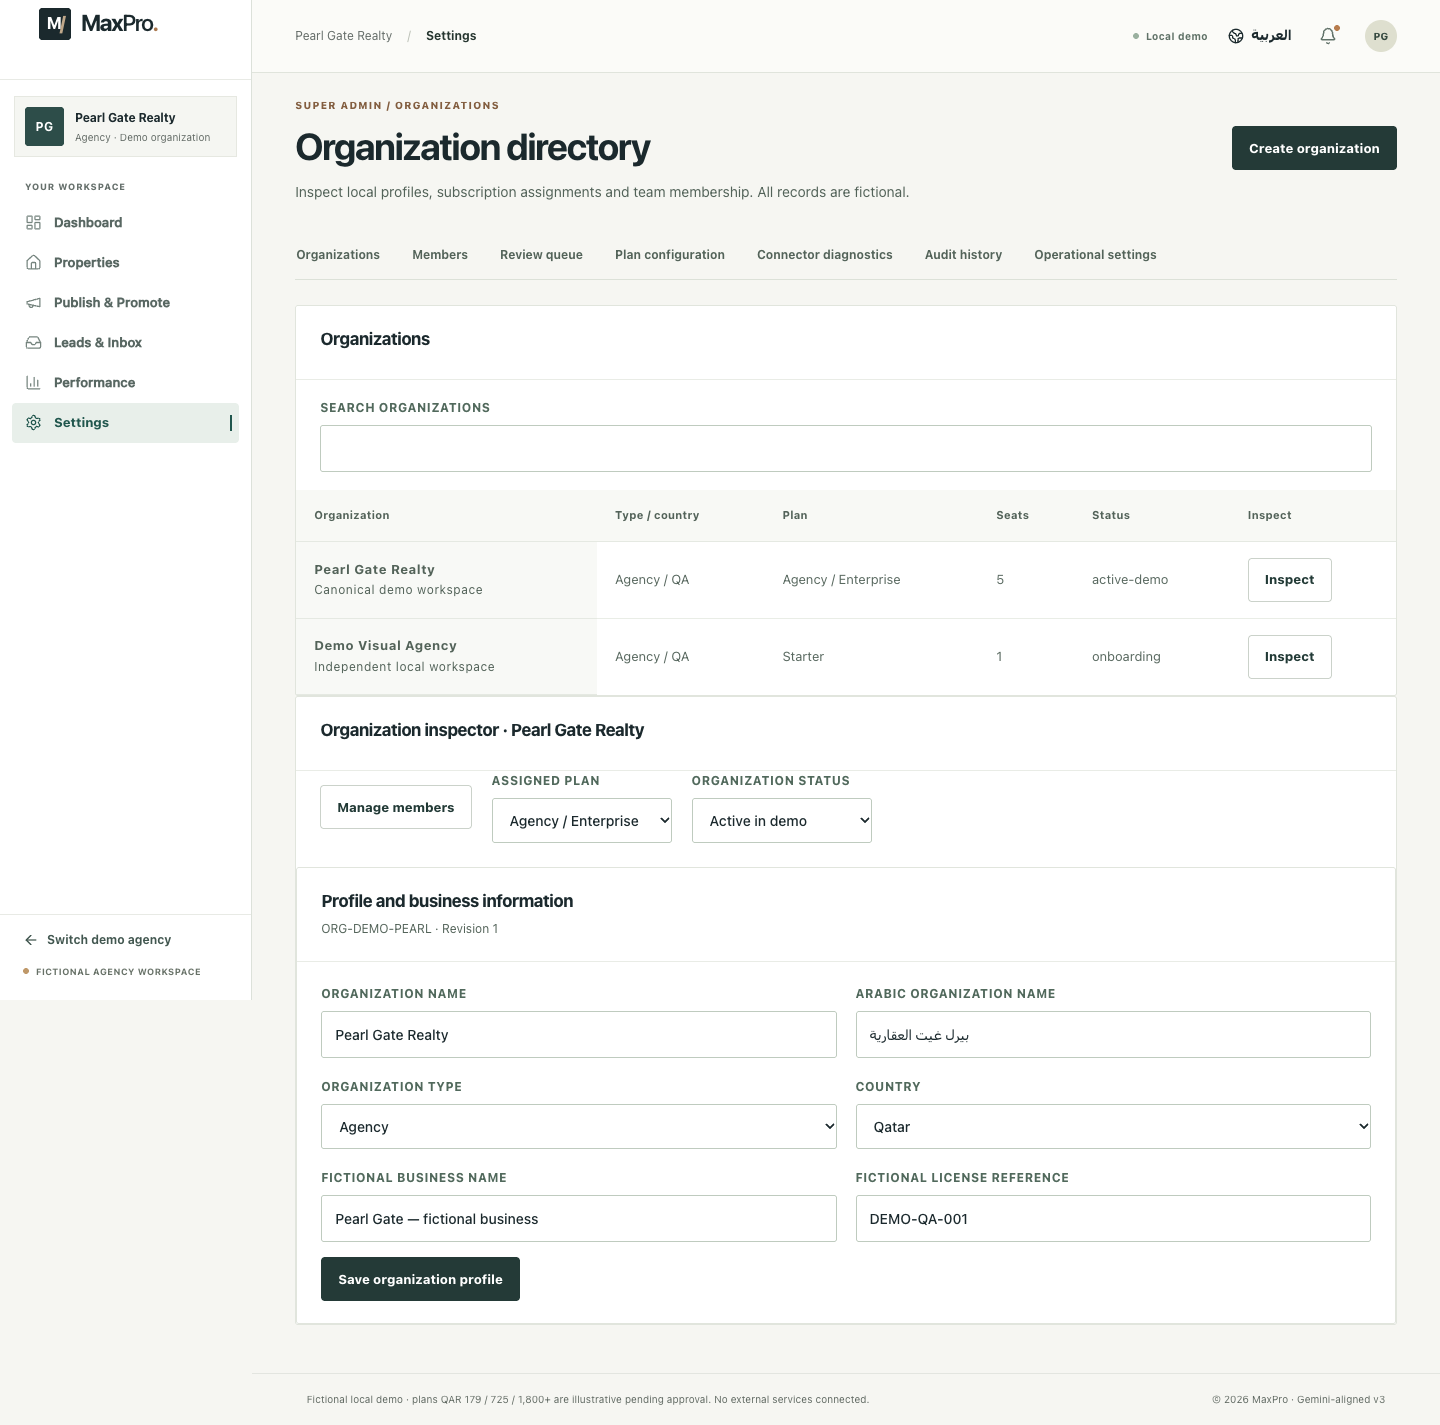 M/ MaxPro.
PG
Pearl Gate Realty
Agency · Demo organization
YOUR WORKSPACE
Dashboard
Properties
Publish & Promote
Leads & Inbox
Performance
Settings
Switch demo agency
FICTIONAL AGENCY WORKSPACE
Pearl Gate Realty / Settings
Local demo
العربية
PG
SUPER ADMIN / ORGANIZATIONS
Organization directory
Create organization
Inspect local profiles, subscription assignments and team membership. All records are fictional.
Organizations Members Review queue Plan configuration Connector diagnostics Audit history Operational settings
Organizations
SEARCH ORGANIZATIONS
Organization Type / country Plan Seats Status Inspect
Pearl Gate Realty
Canonical demo workspace
Agency / QA Agency / Enterprise 5 active-demo Inspect
Demo Visual Agency
Independent local workspace
Agency / QA Starter 1 onboarding Inspect
Organization inspector · Pearl Gate Realty
Manage members
ASSIGNED PLAN
Agency / Enterprise
ORGANIZATION STATUS
Active in demo
Profile and business information
ORG-DEMO-PEARL · Revision 1
ORGANIZATION NAME
Pearl Gate Realty
ARABIC ORGANIZATION NAME
بيرل غيت العقارية
ORGANIZATION TYPE
Agency
COUNTRY
Qatar
FICTIONAL BUSINESS NAME
Pearl Gate — fictional business
FICTIONAL LICENSE REFERENCE
DEMO-QA-001
Save organization profile
Fictional local demo · plans QAR 179 / 725 / 1,800+ are illustrative pending approval. No external services connected.
© 2026 MaxPro · Gemini-aligned v3